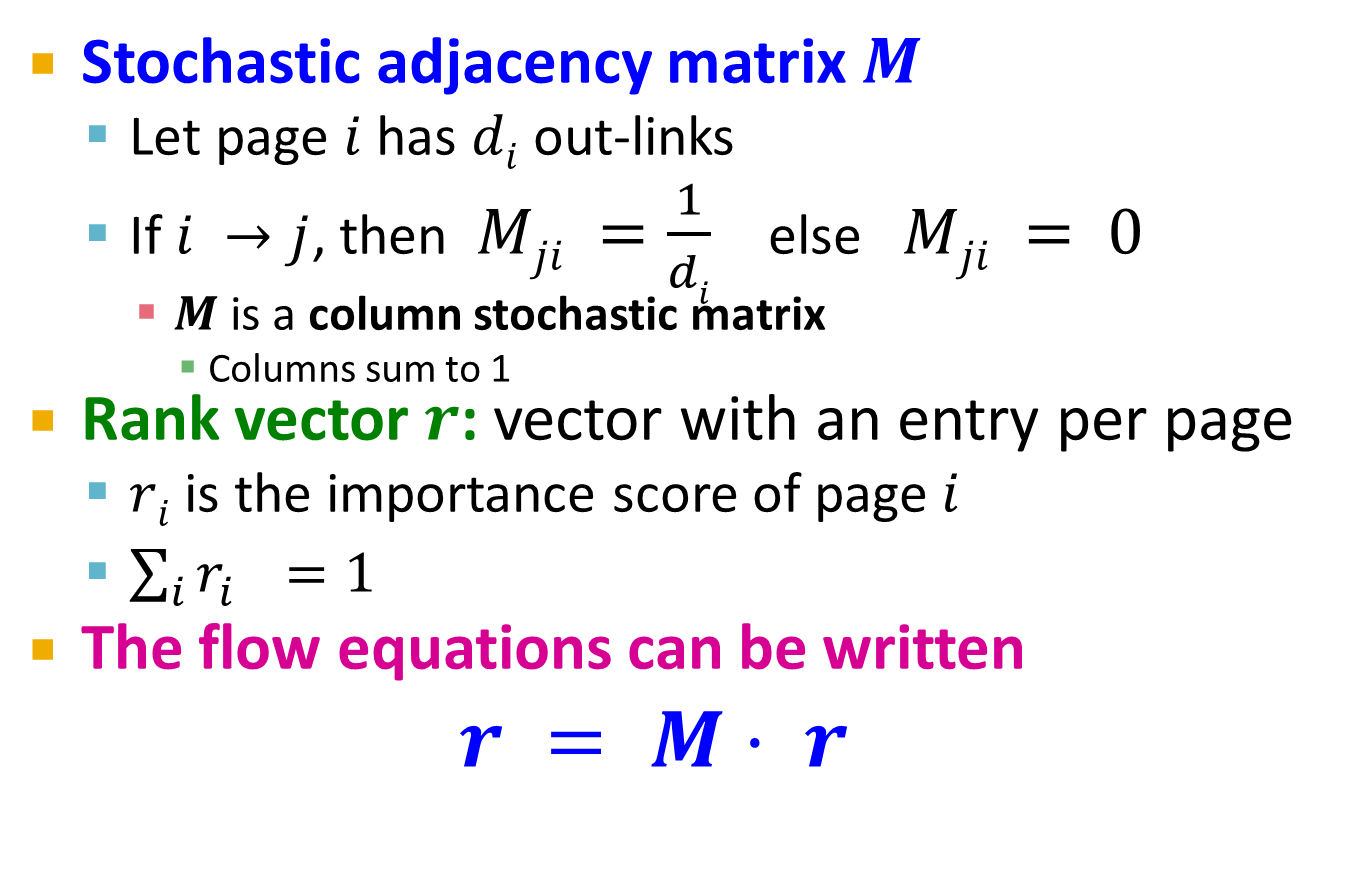 Stochastic adjacency matrix M
Let page i has d_i out-links
If i → j, then M_ji = 1/d_i else M_ji = 0
M is a column stochastic matrix
Columns sum to 1
Rank vector r: vector with an entry per page
r_i is the importance score of page i
∑_i r_i = 1
The flow equations can be written
r = M · r